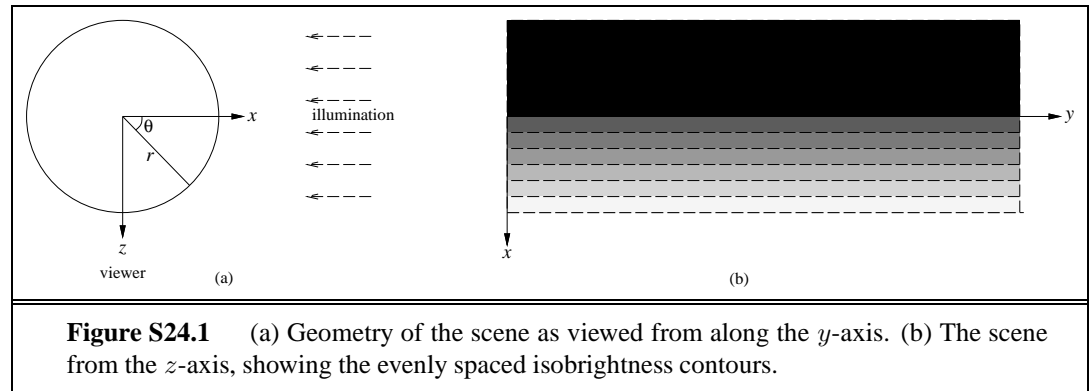 x
θ
r
z
viewer
(a)
illumination
y
x
(b)
Figure S24.1 (a) Geometry of the scene as viewed from along the y-axis. (b) The scene
from the z-axis, showing the evenly spaced isobrightness contours.